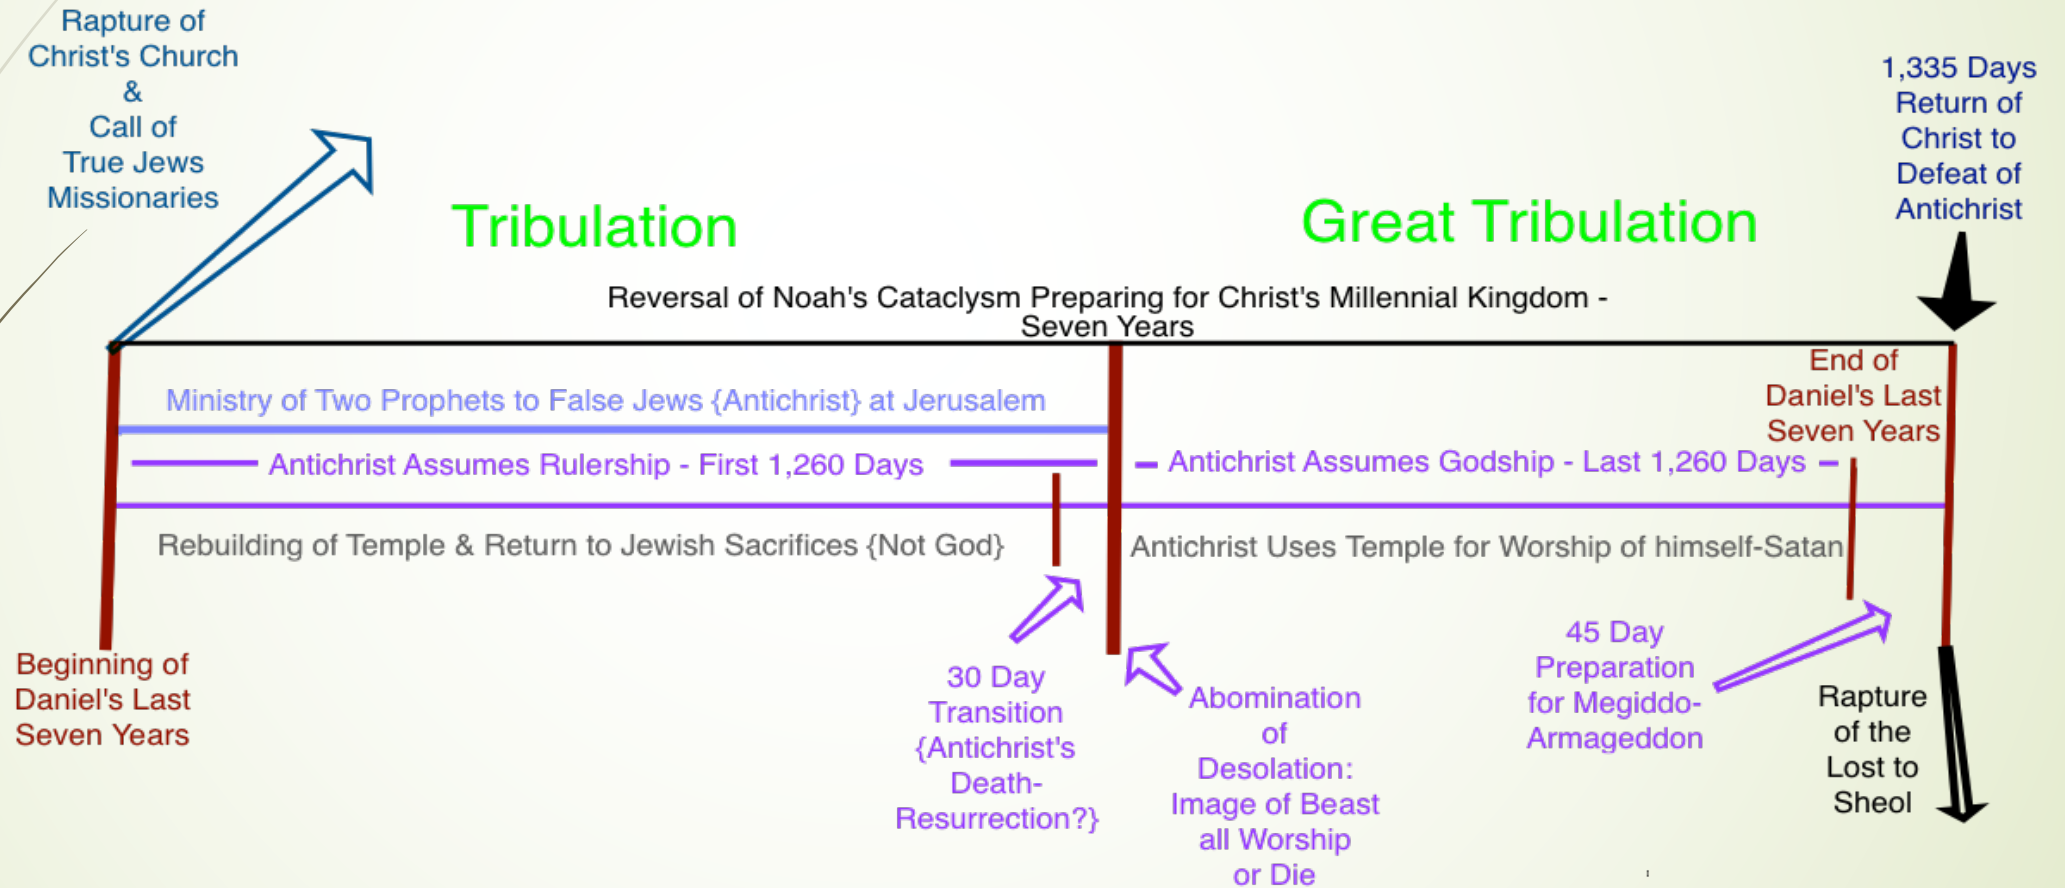 Rapture of
Christ's Church
&
Call of
True Jews
Missionaries
1,335 Days
Return of
Christ to
Defeat of
Antichrist
Tribulation
Great Tribulation
Reversal of Noah's Cataclysm Preparing for Christ's Millennial Kingdom -
Seven Years
End of
Daniel's Last
Seven Years
Ministry of Two Prophets to False Jews {Antichrist} at Jerusalem
Antichrist Assumes Rulership - First 1,260 Days
Antichrist Assumes Godship - Last 1,260 Days
Rebuilding of Temple & Return to Jewish Sacrifices {Not God}
Antichrist Uses Temple for Worship of himself-Satan
Beginning of
Daniel's Last
Seven Years
30 Day
Transition
{Antichrist's
Death-
Resurrection?}
Abomination
of
Desolation:
Image of Beast
all Worship
or Die
45 Day
Preparation
for Megiddo-
Armageddon
Rapture
of the
Lost to
Sheol